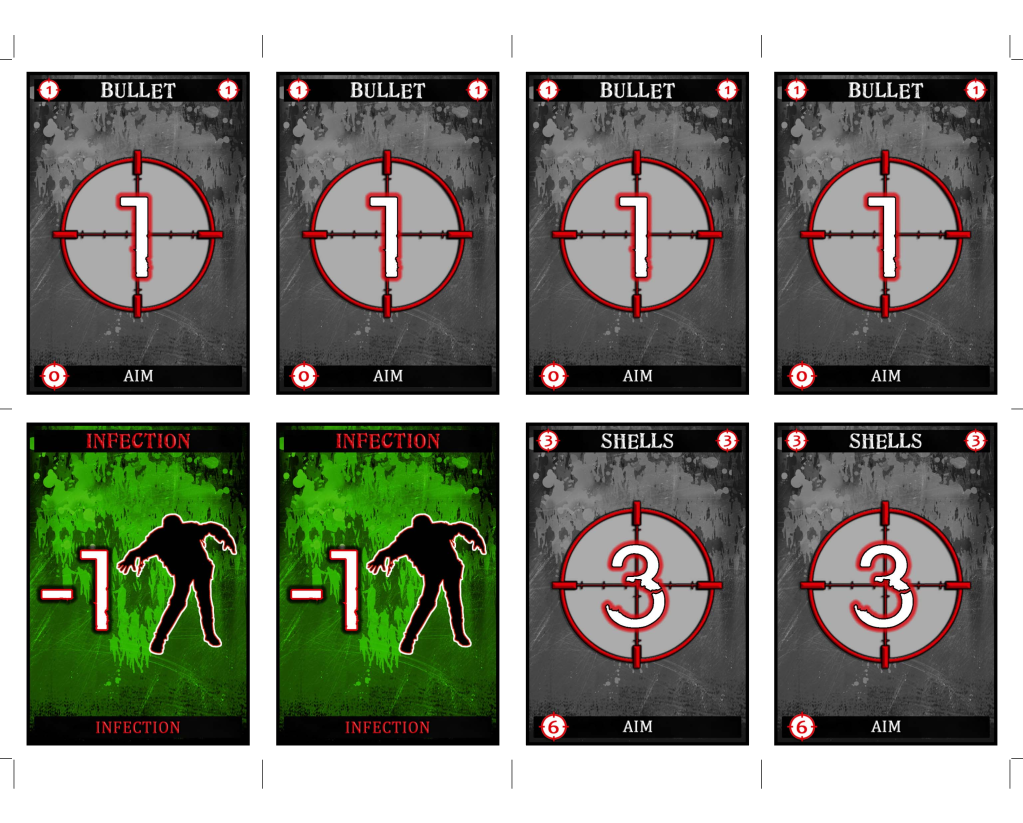 1 BULLET 1
1
0 AIM
1 BULLET 1
1
0 AIM
1 BULLET 1
1
0 AIM
1 BULLET 1
1
0 AIM
INFECTION
-1
INFECTION
INFECTION
-1
INFECTION
3 SHELLS 3
3
6 AIM
3 SHELLS 3
3
6 AIM